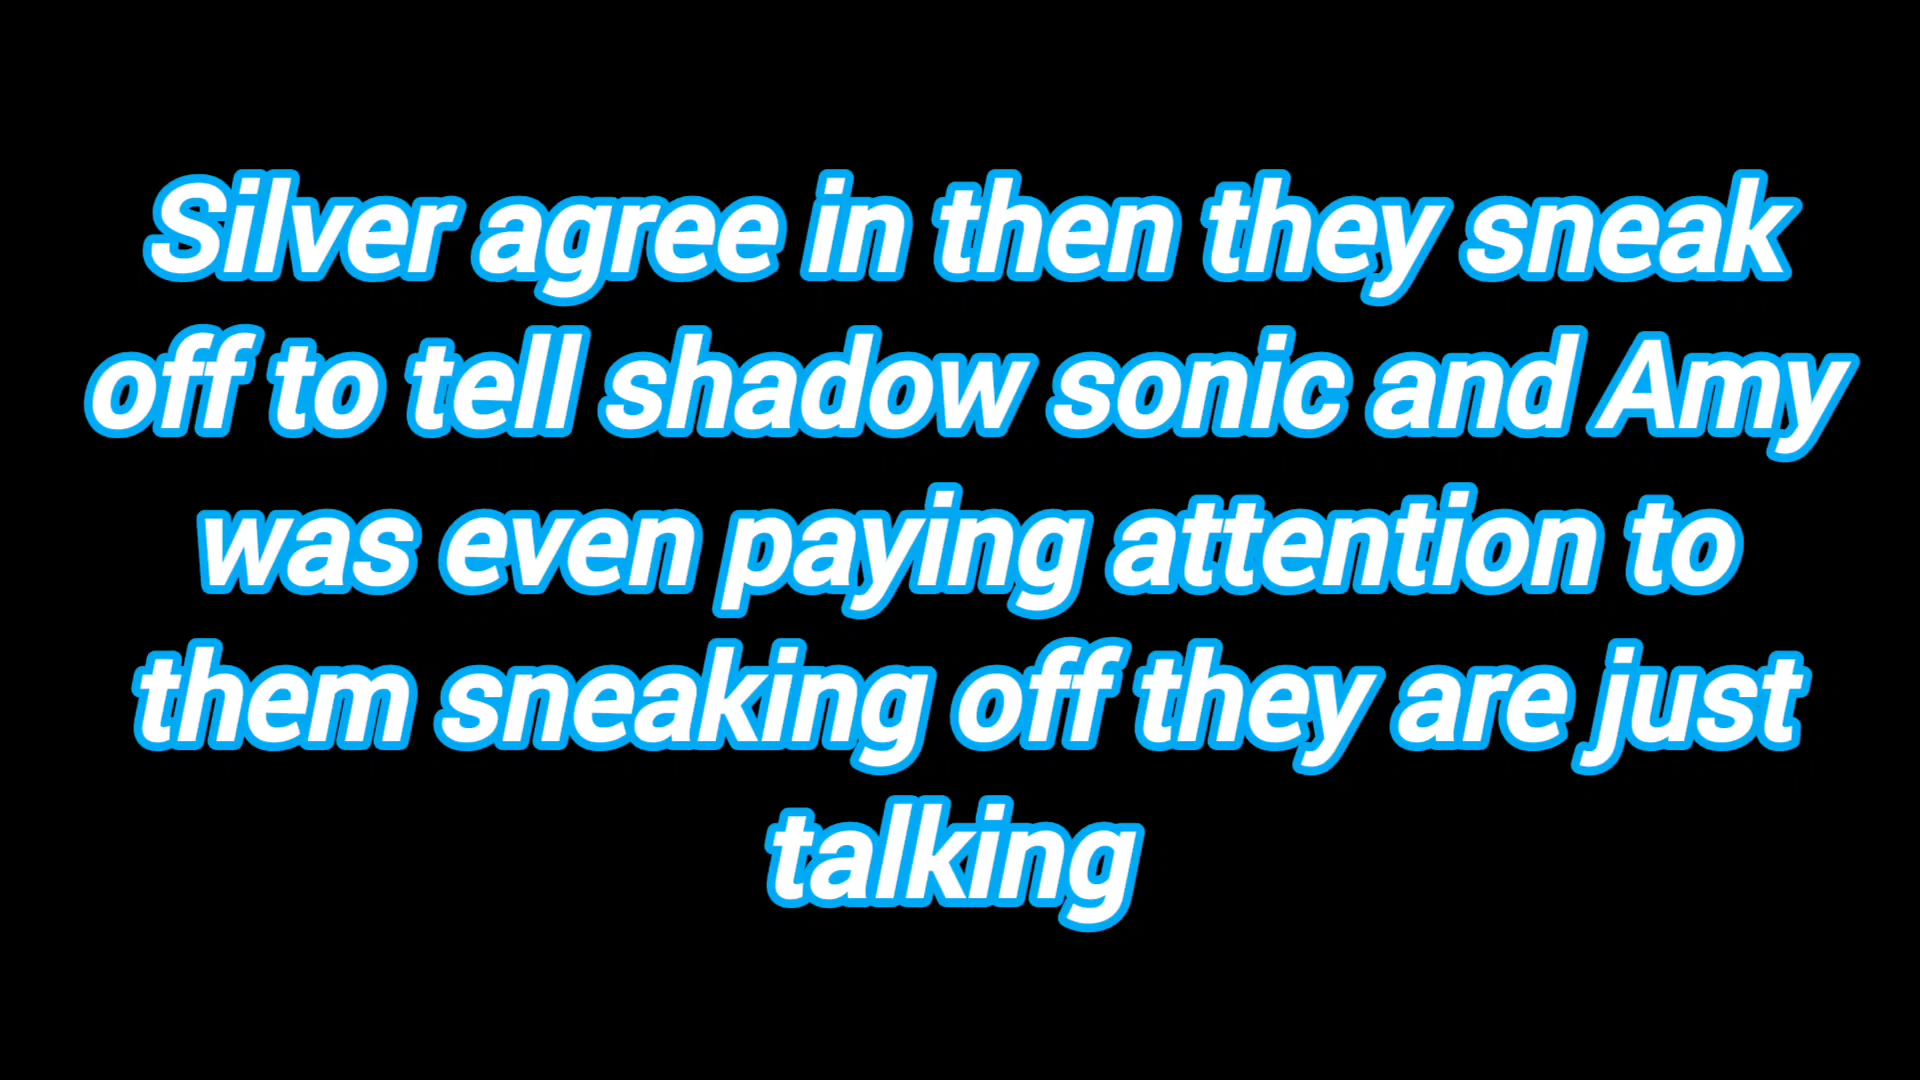 Silver agree in then they sneak
off to tell shadow sonic and Amy
was even paying attention to
them sneaking off they are just
talking